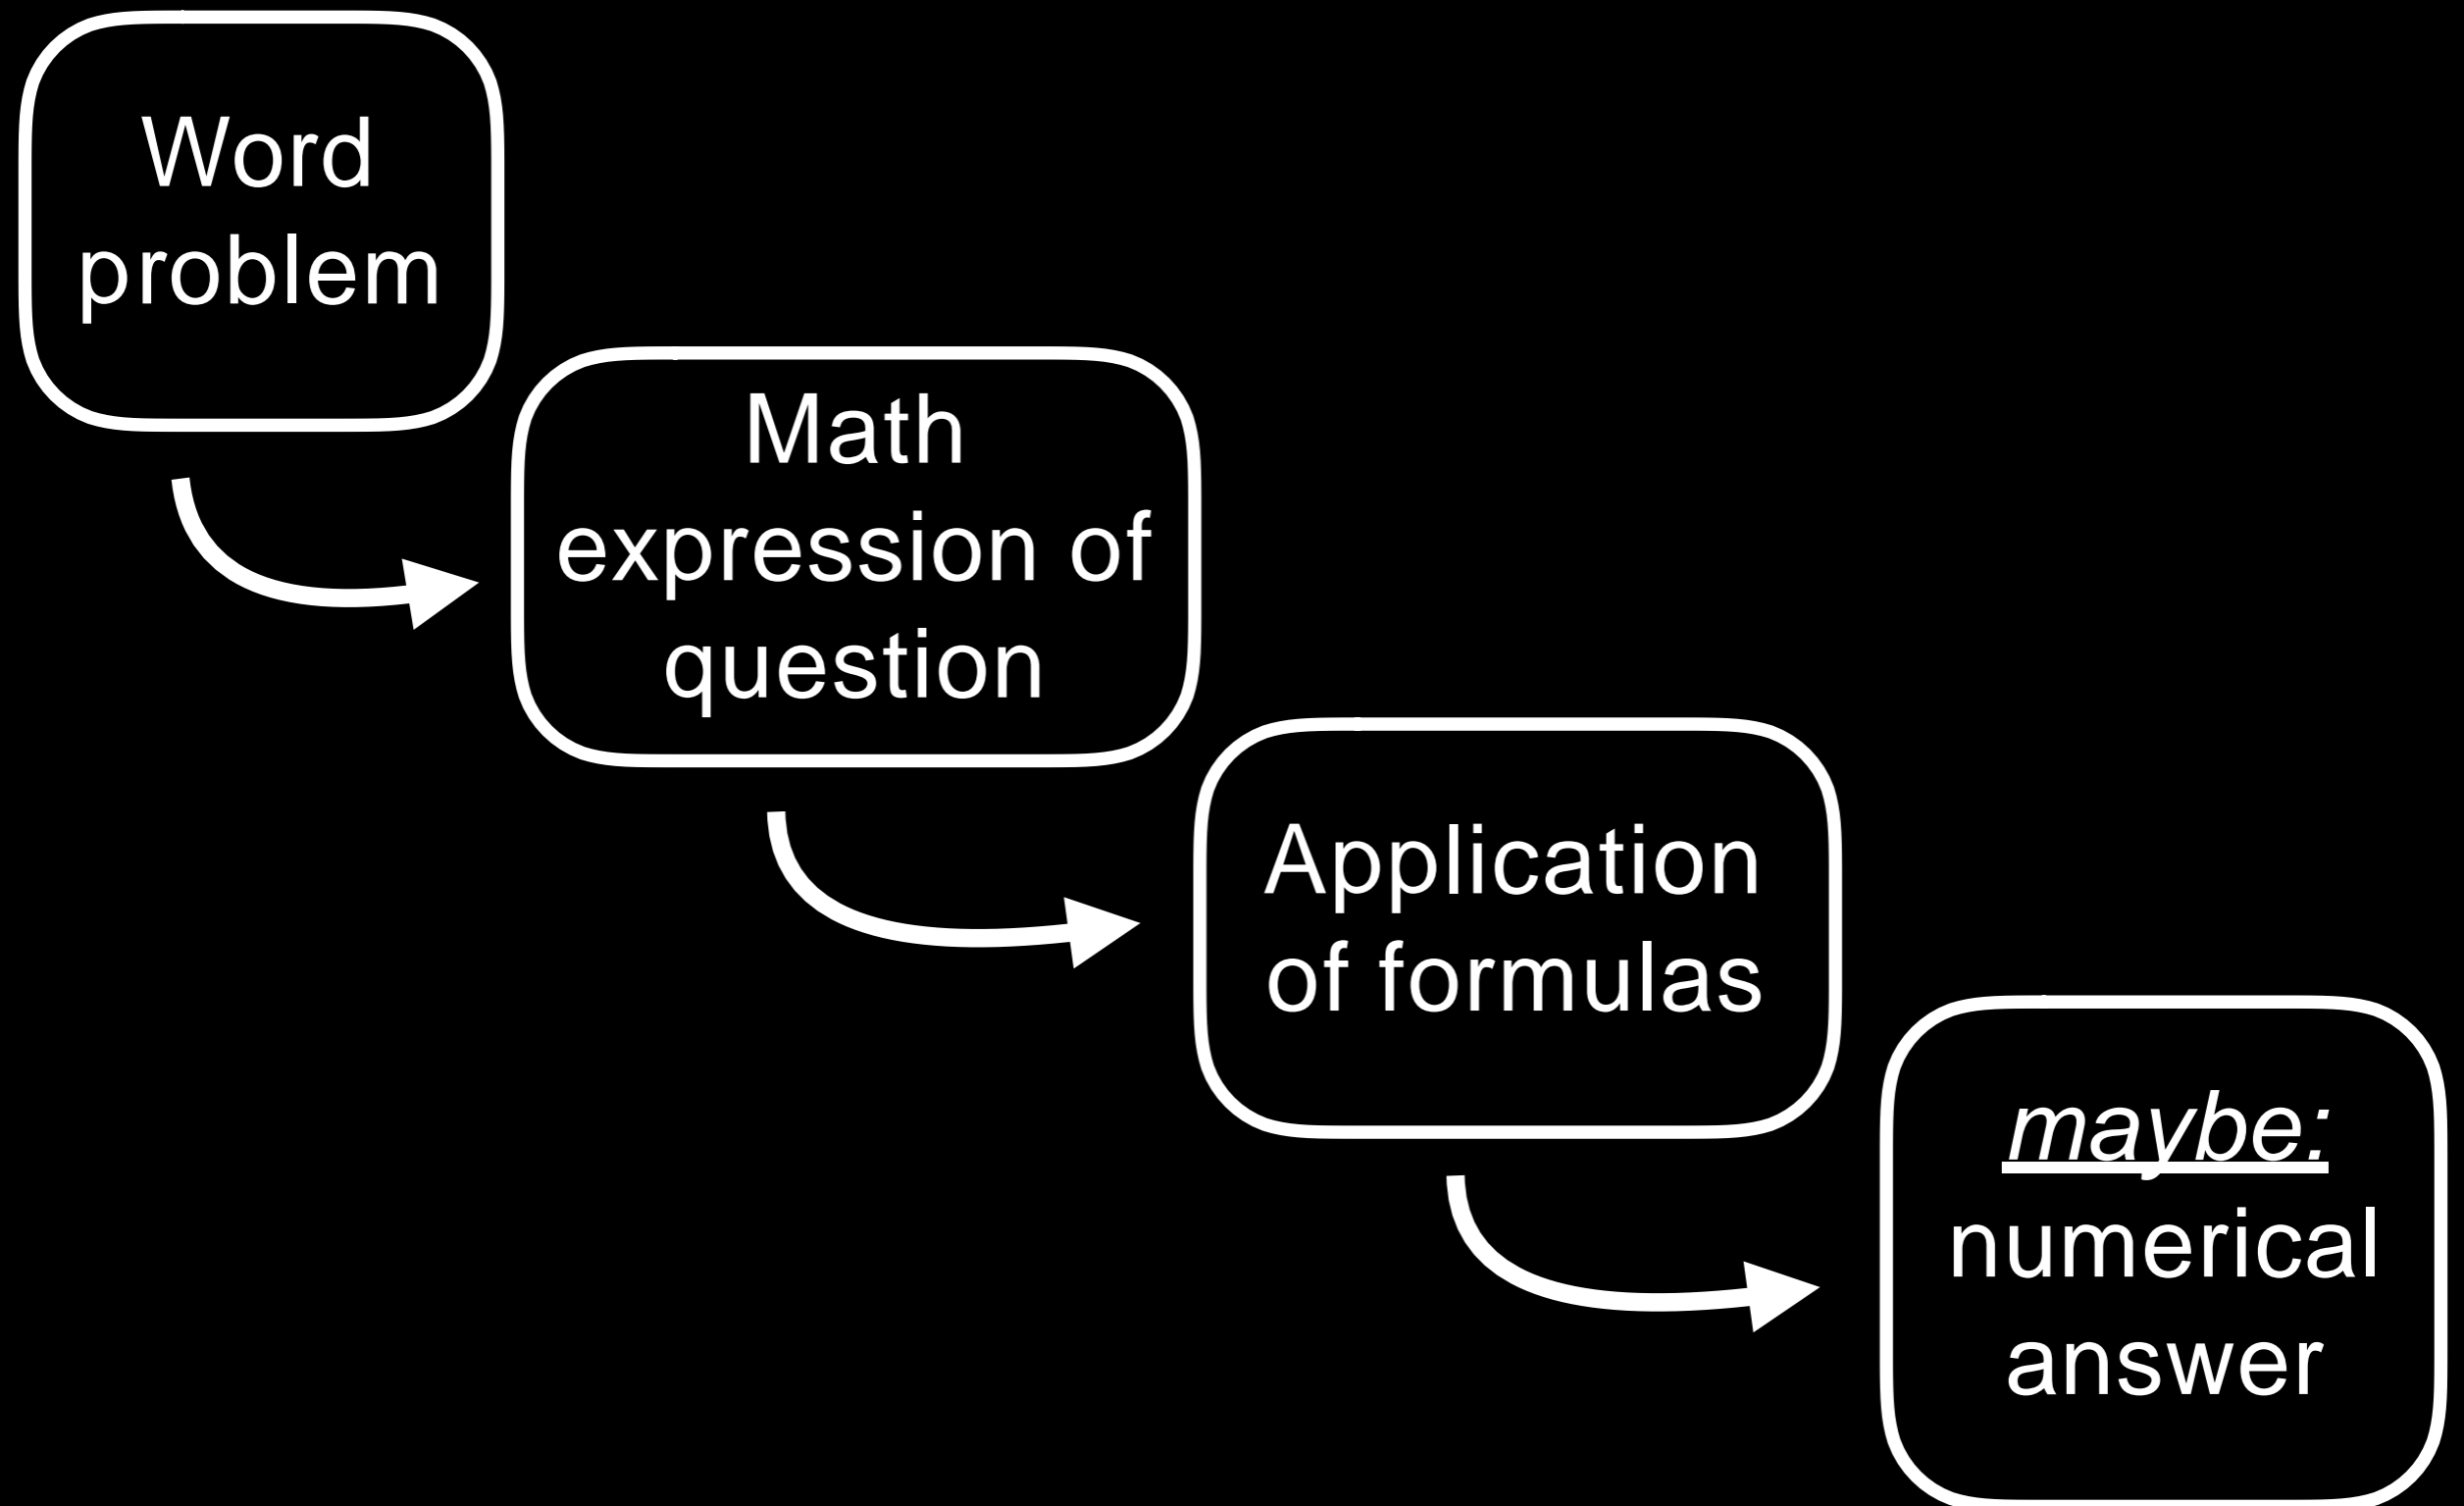 Word
problem
Math
expression of
question
Application
of formulas
maybe:
numerical
answer